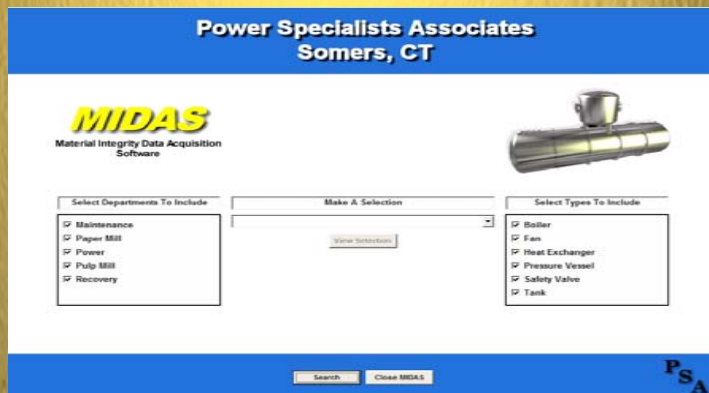 Power Specialists Associates
Somers, CT
MIDAS
Material Integrity Data Acquisition
Software
Select Departments To Include
Make A Selection
Select Types To Include
Maintenance
Paper Mill
Power
Pulp Mill
Recovery
View Selection
Boiler
Fan
Heat Exchanger
Pressure Vessel
Safety Valve
Tank
Search
Close MIDAS
PSA